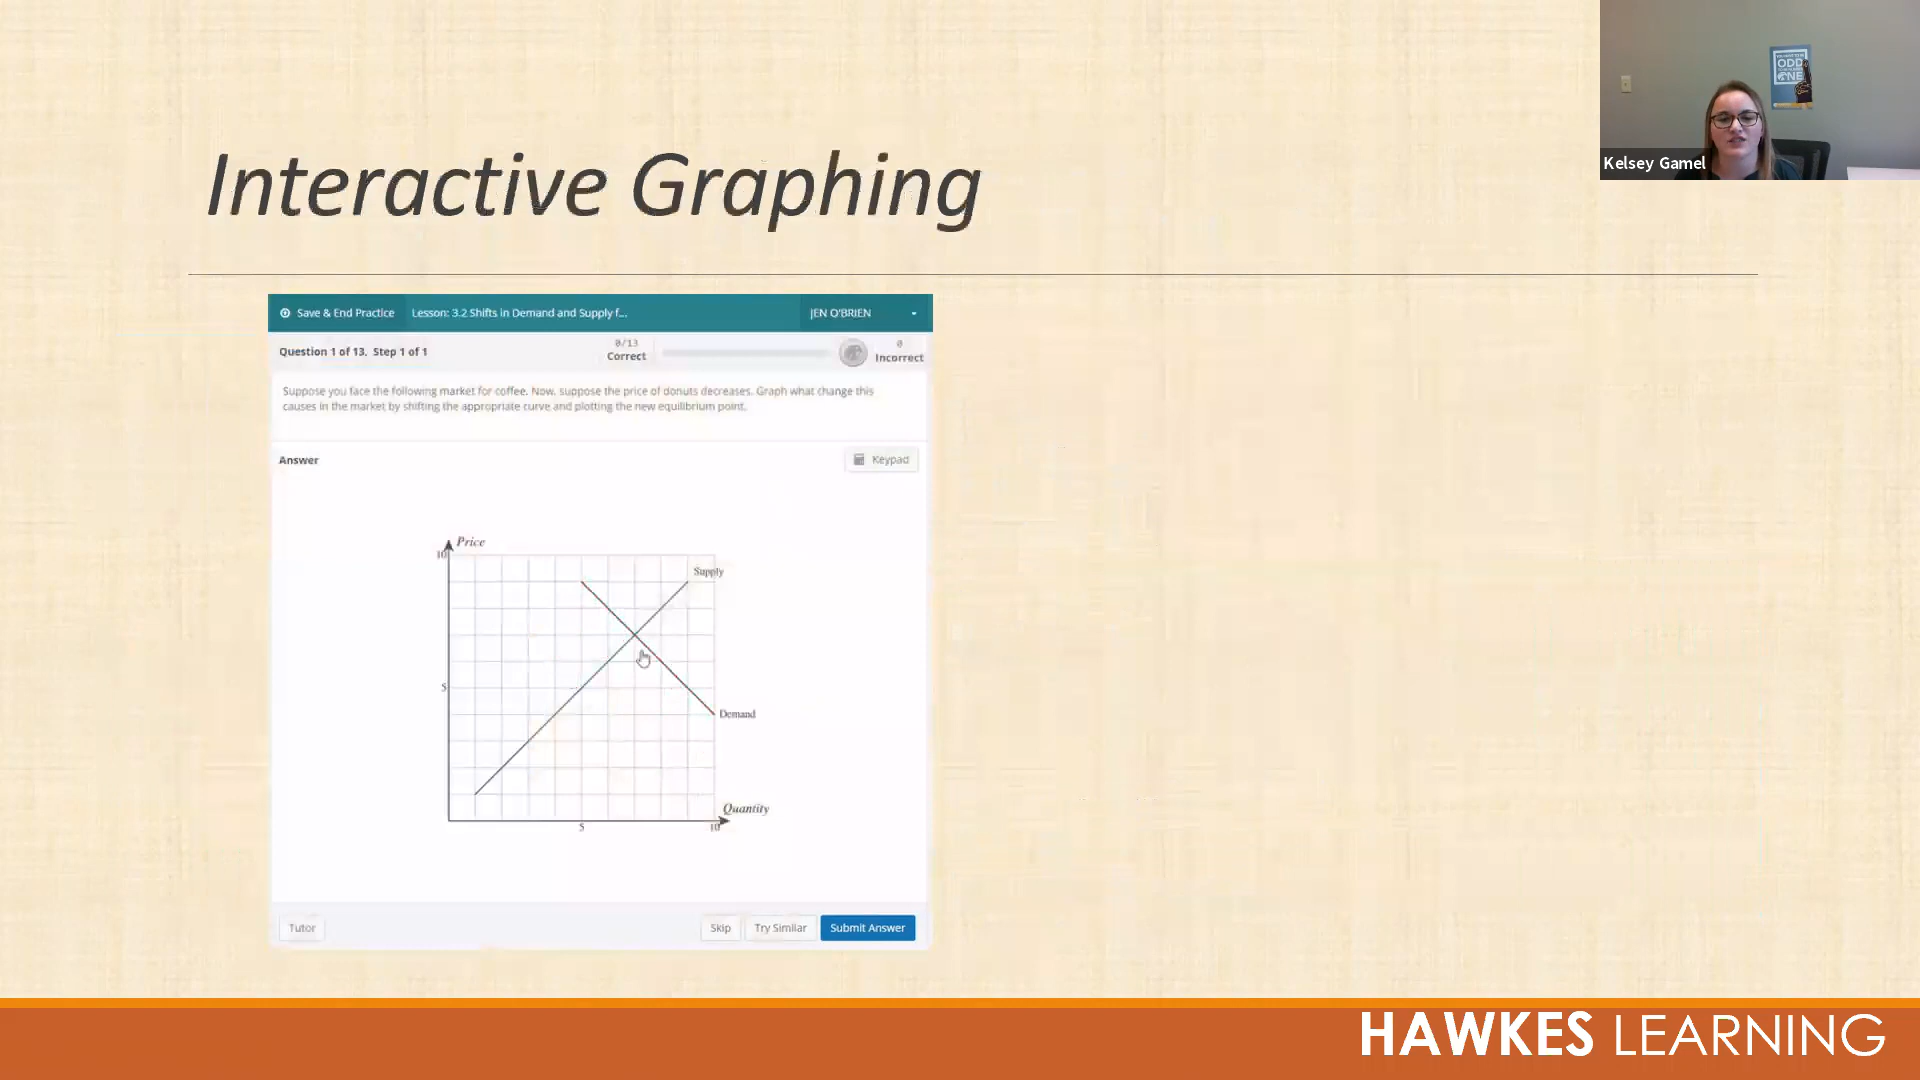 ODD
ONE
Kelsey Gamel
Interactive Graphing
Save & End Practice
Lesson: 3.2 Shifts in Demand and Supply f...
JEN O'BRIEN
Question 1 of 13, Step 1 of 1
0/13
Correct
0
Incorrect
Suppose you face the following market for coffee. Now, suppose the price of donuts decreases. Graph what change this
causes in the market by shifting the appropriate curve and plotting the new equilibrium point.
Answer
Keypad
Price
10
Supply
5
Demand
Quantity
5
10
Tutor
Skip
Try Similar
Submit Answer
HAWKES LEARNING